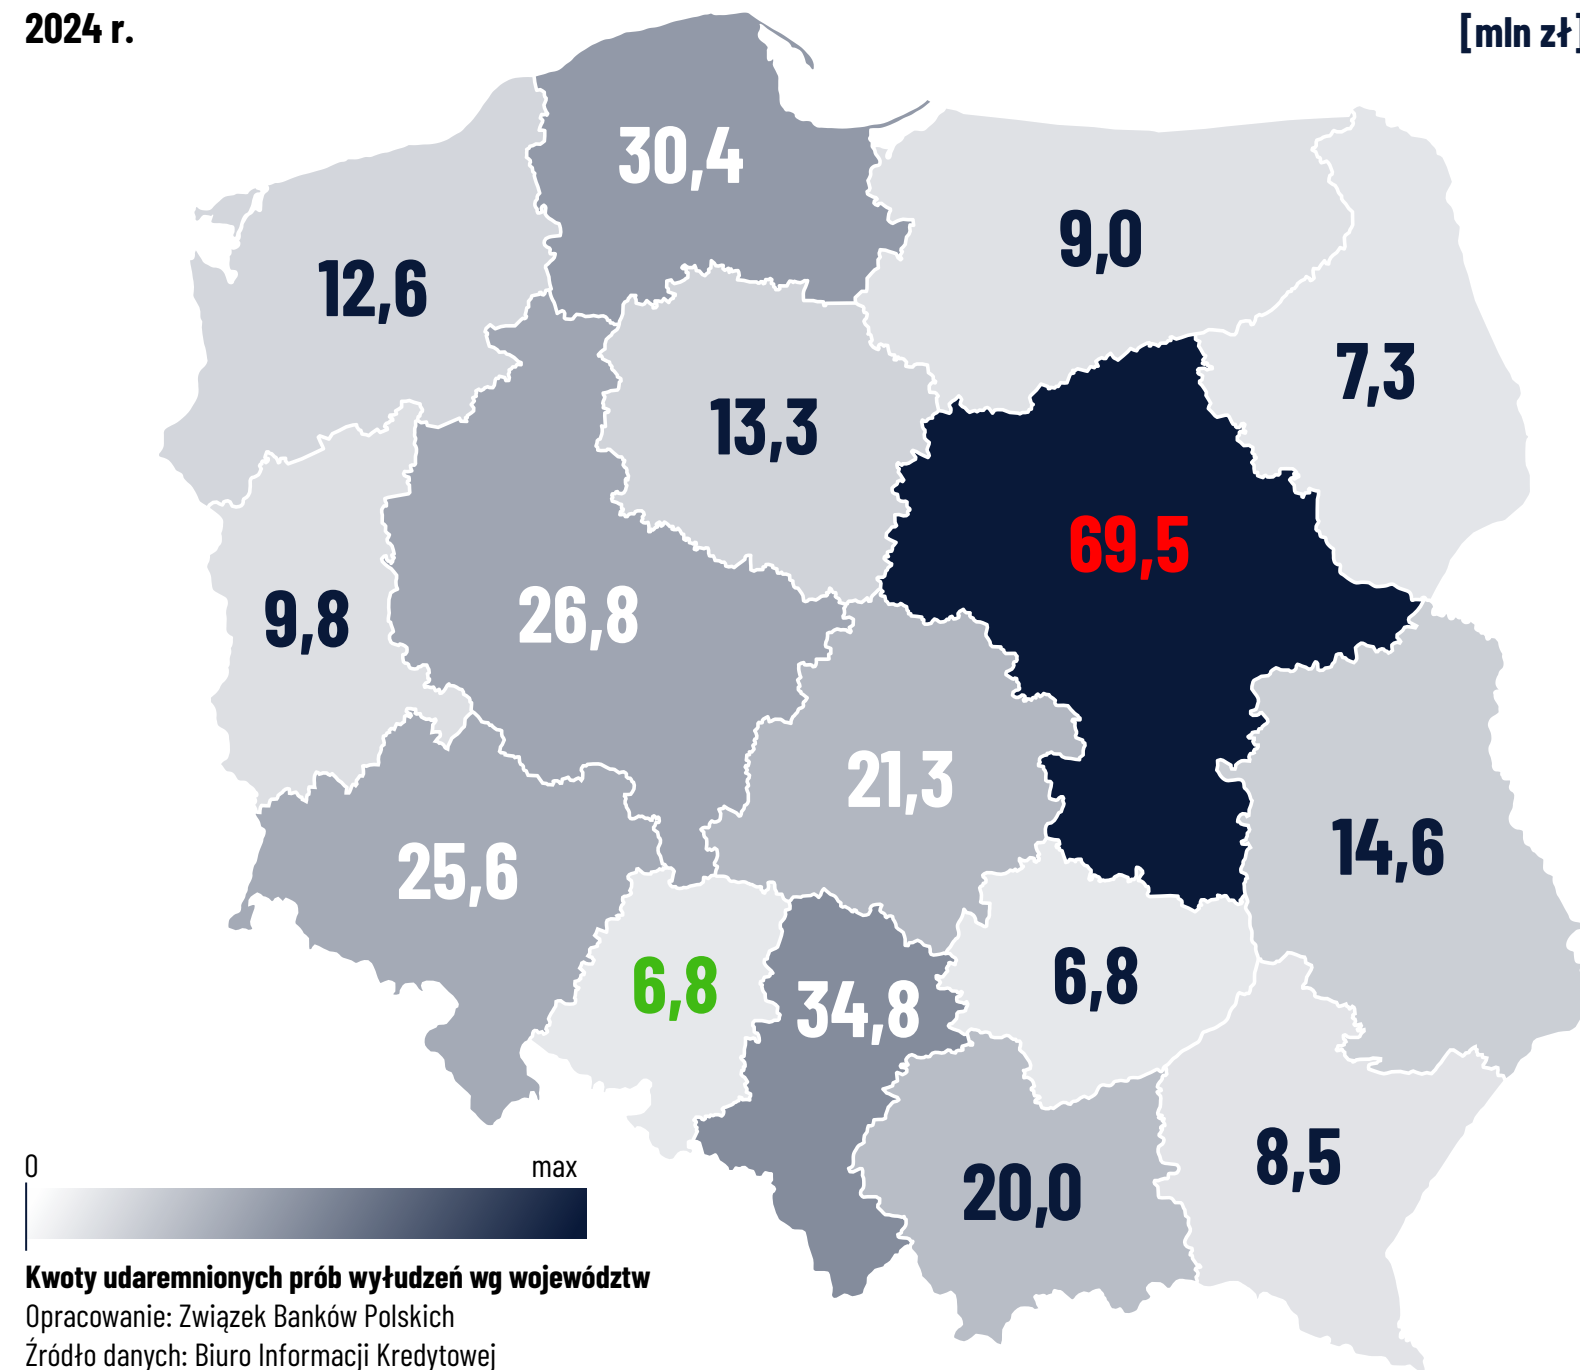 2024 r.
[mln zł]
30,4
9,0
12,6
7,3
13,3
69,5
9,8
26,8
21,3
14,6
25,6
6,8
6,8
34,8
8,5
20,0
0 max
Kwoty udaremnionych prób wyłudzeń wg województw
Opracowanie: Związek Banków Polskich
Źródło danych: Biuro Informacji Kredytowej